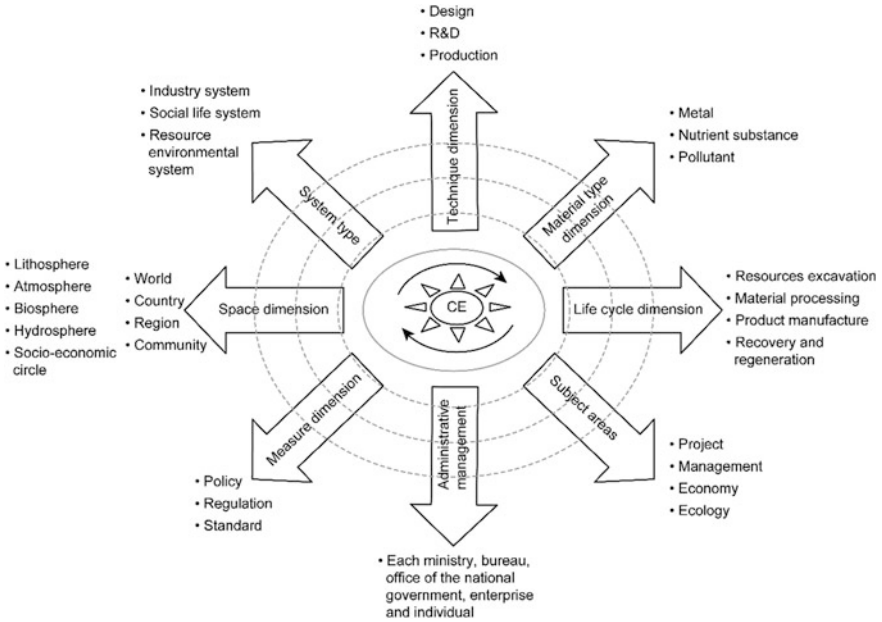 • Design
• R&D
• Production
• Industry system
• Social life system
• Resource
environmental
system
• Metal
• Nutrient substance
• Pollutant
Technique dimension
System type
Material type
dimension
• Lithosphere
• Atmosphere
• Biosphere
• Hydrosphere
• Socio-economic
circle
• World
• Country
• Region
• Community
Space dimension
CE
Life cycle dimension
• Resources excavation
• Material processing
• Product manufacture
• Recovery and
regeneration
Measure dimension
Administrative
management
Subject areas
• Policy
• Regulation
• Standard
• Project
• Management
• Economy
• Ecology
• Each ministry, bureau,
office of the national
government, enterprise
and individual